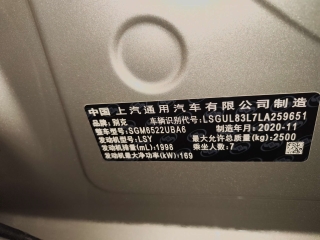 中国 上汽通用汽车有限公司制造
品牌: 别克 车辆识别代号: LSGUL83L7LA259651
整车型号: SGM6522UBA6 制造年月: 2020-11
发动机型号: LSY 最大允许总质量(kg): 2500
发动机排量(mL): 1998 乘坐人数: 7
发动机最大净功率(kW): 169